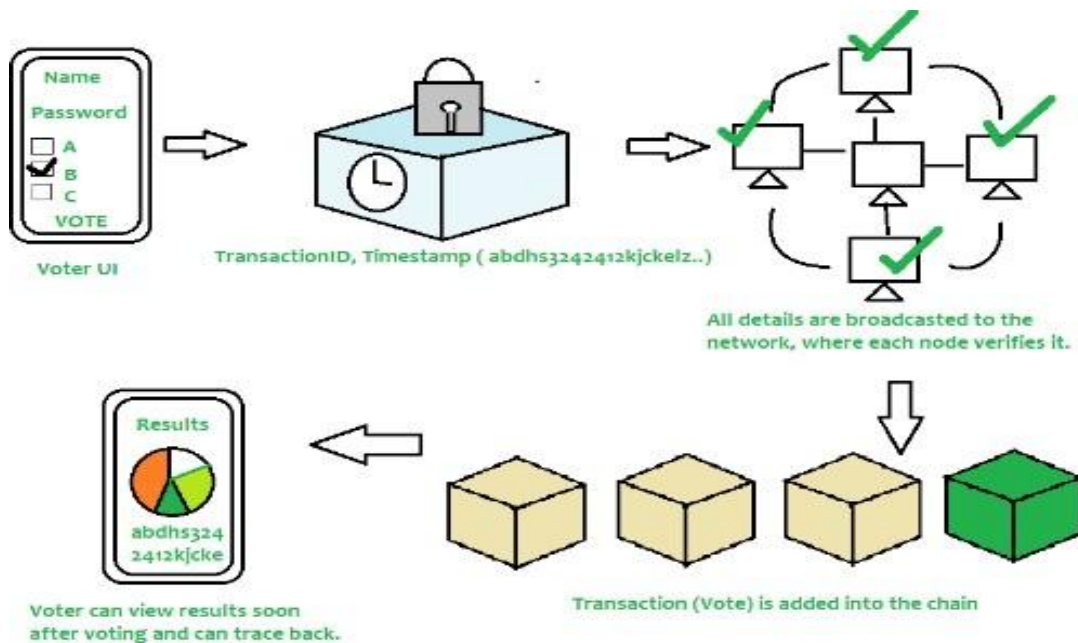 Name
Password
A
B
C
VOTE
Voter UI
TransactionID, Timestamp ( abdhs3242412kjckelz..)
All details are broadcasted to the
network, where each node verifies it.
Results
abdhs324
2412kjcke
Voter can view results soon
after voting and can trace back.
Transaction (Vote) is added into the chain